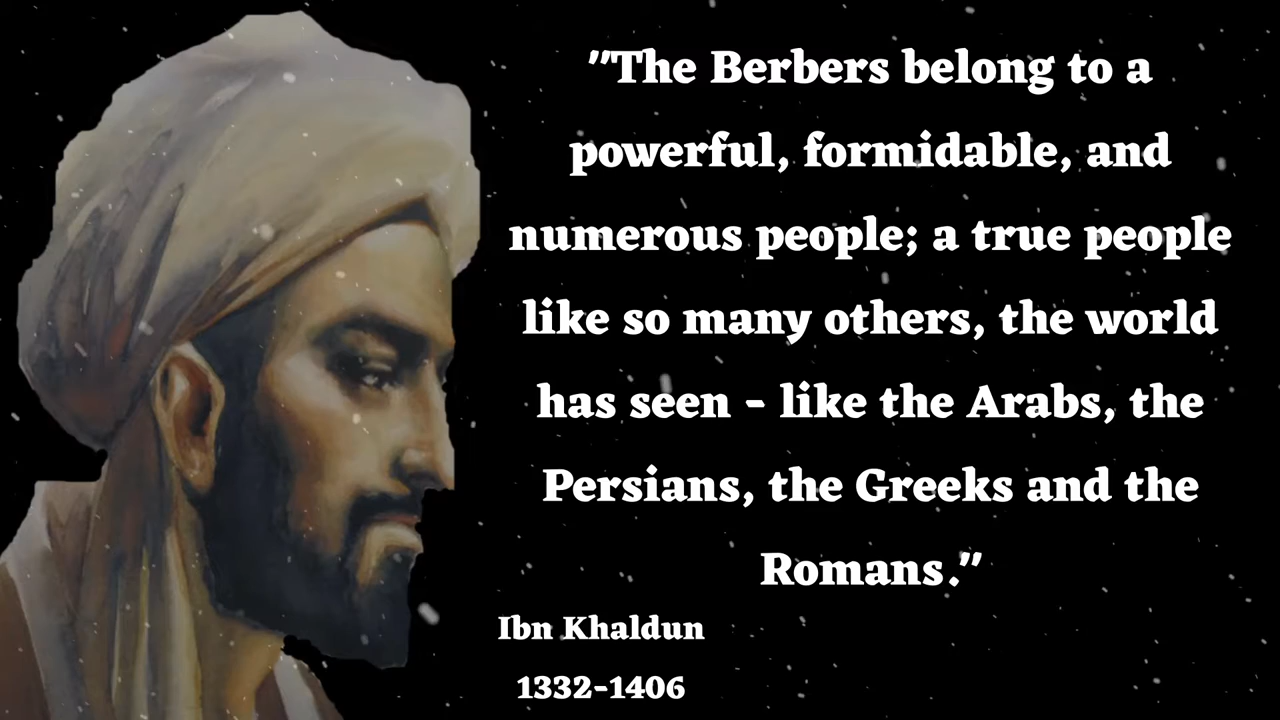 "The Berbers belong to a
powerful, formidable, and
numerous people; a true people
like so many others, the world
has seen - like the Arabs, the
Persians, the Greeks and the
Romans."
Ibn Khaldun
1332-1406